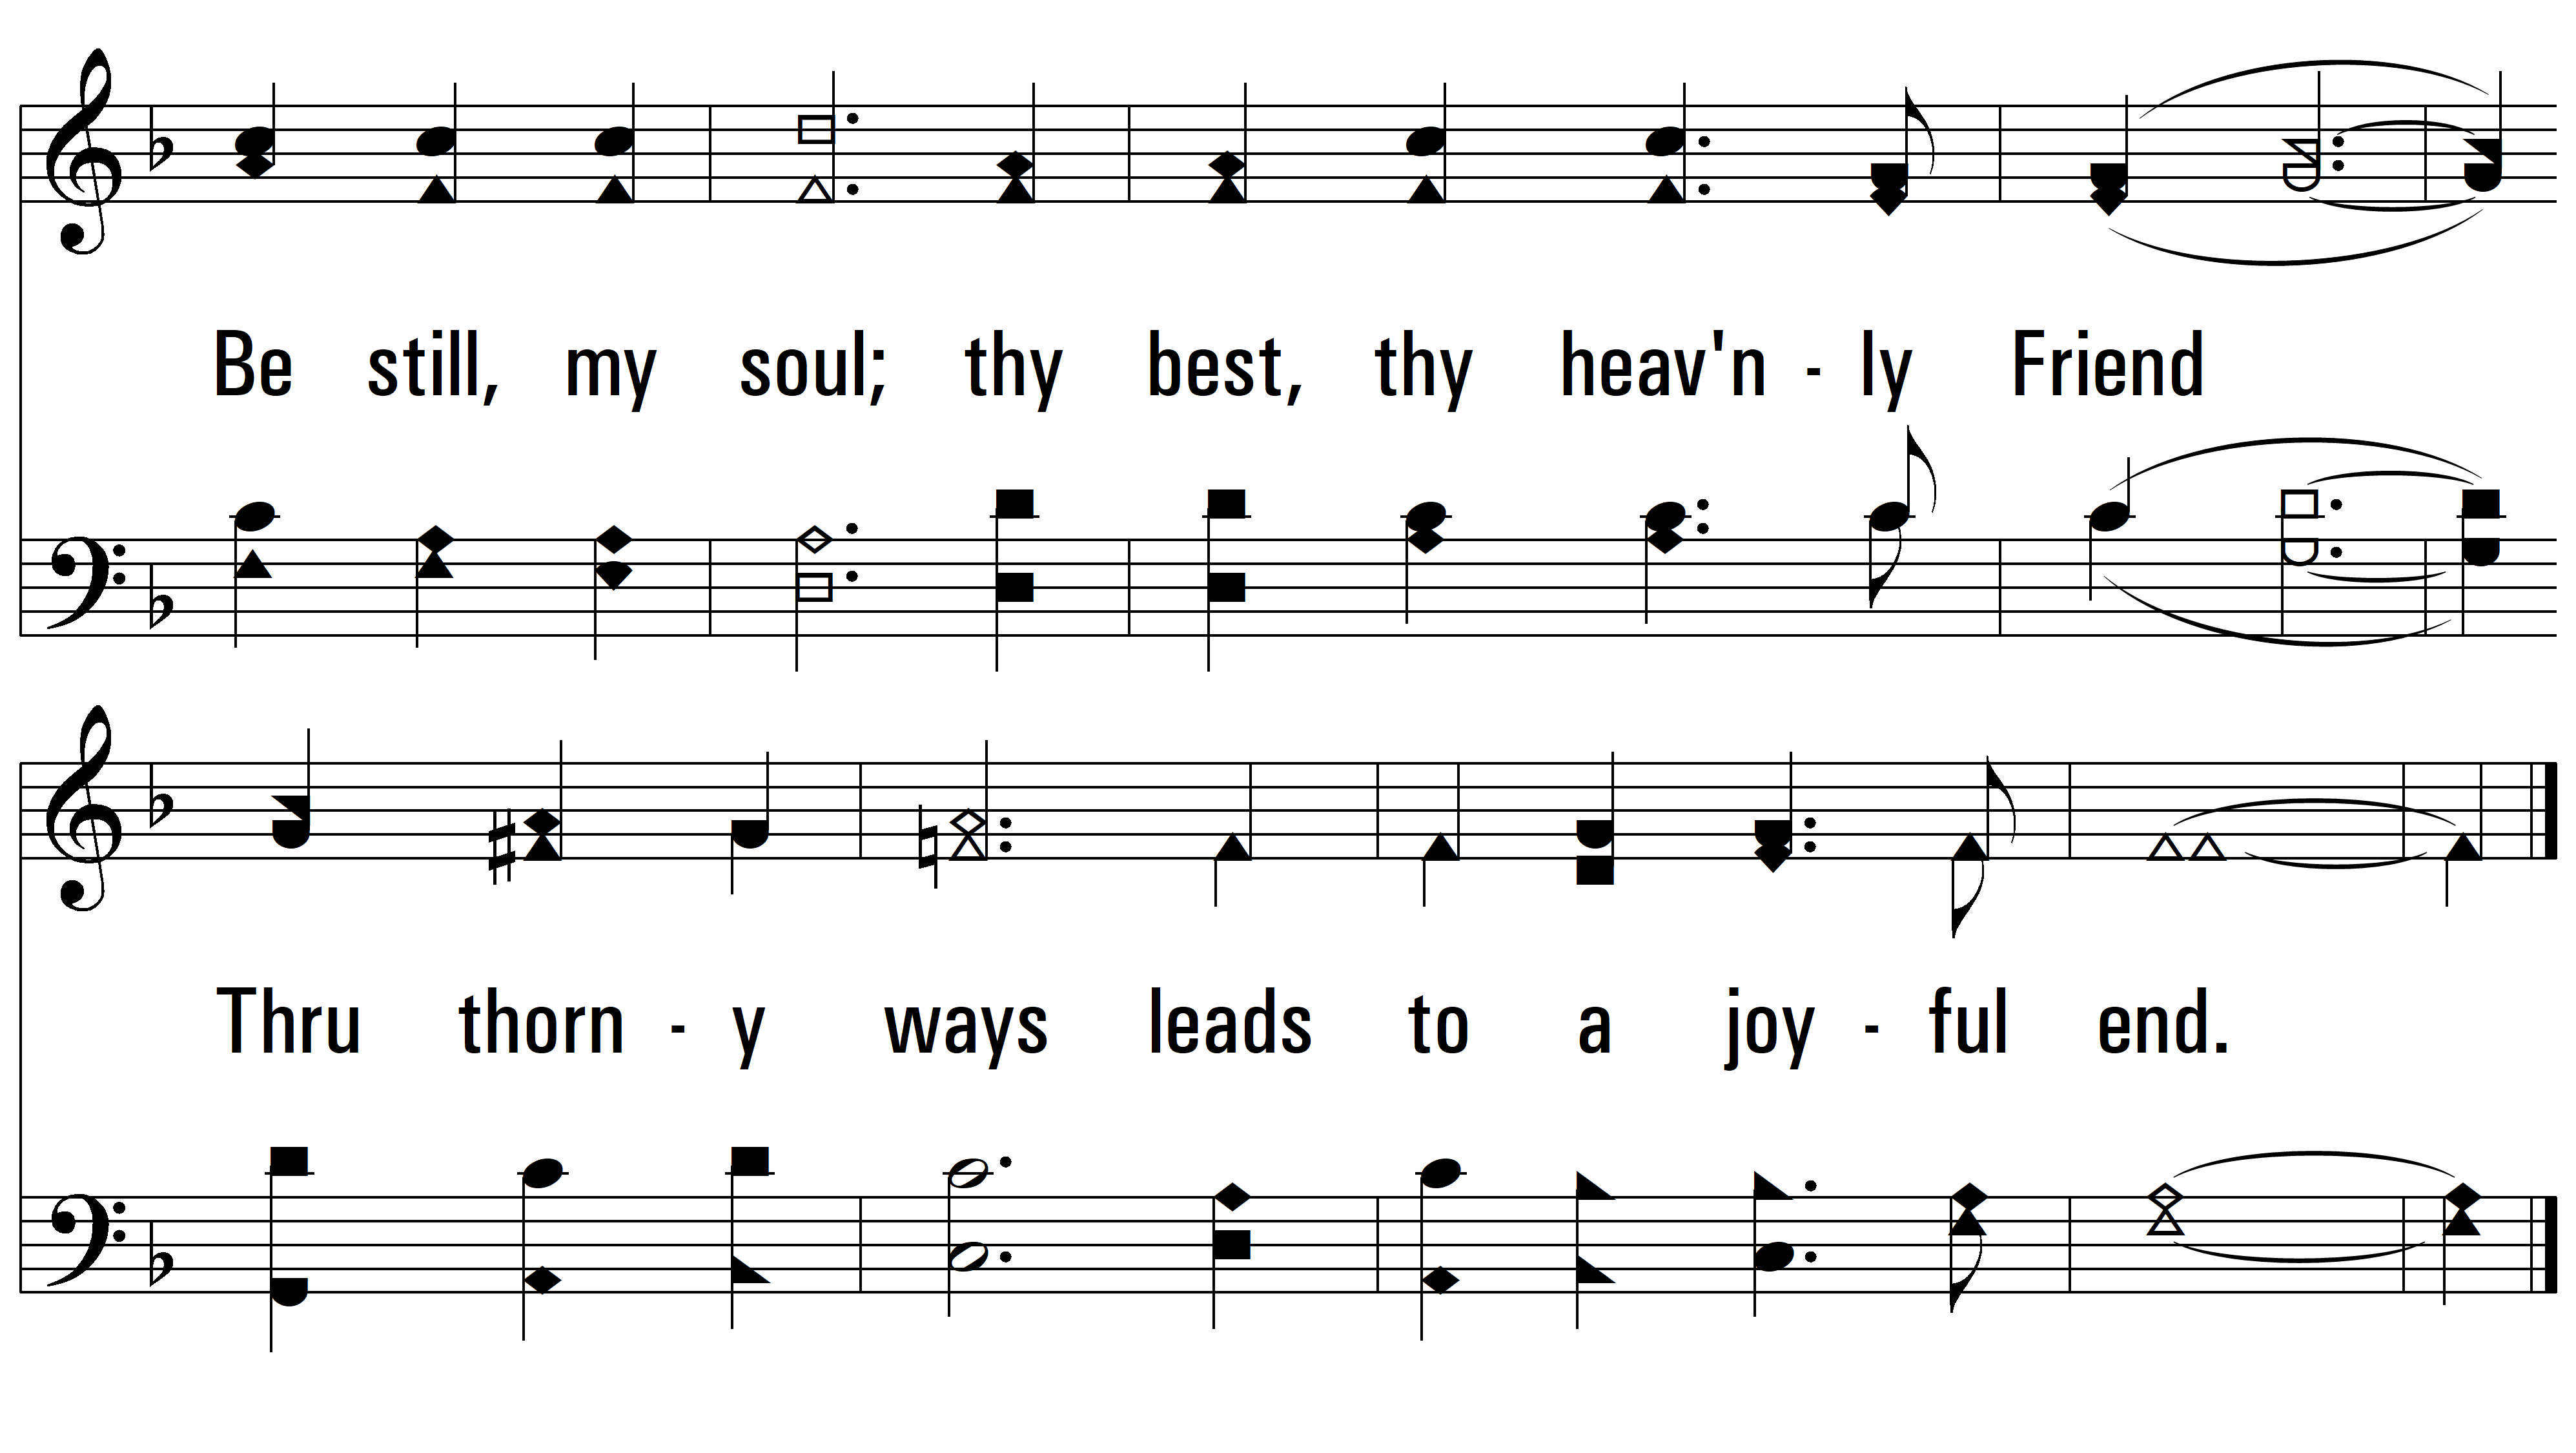 Be still, my soul; thy best, thy heav'n - ly Friend
Thru thorn - y ways leads to a joy - ful end.